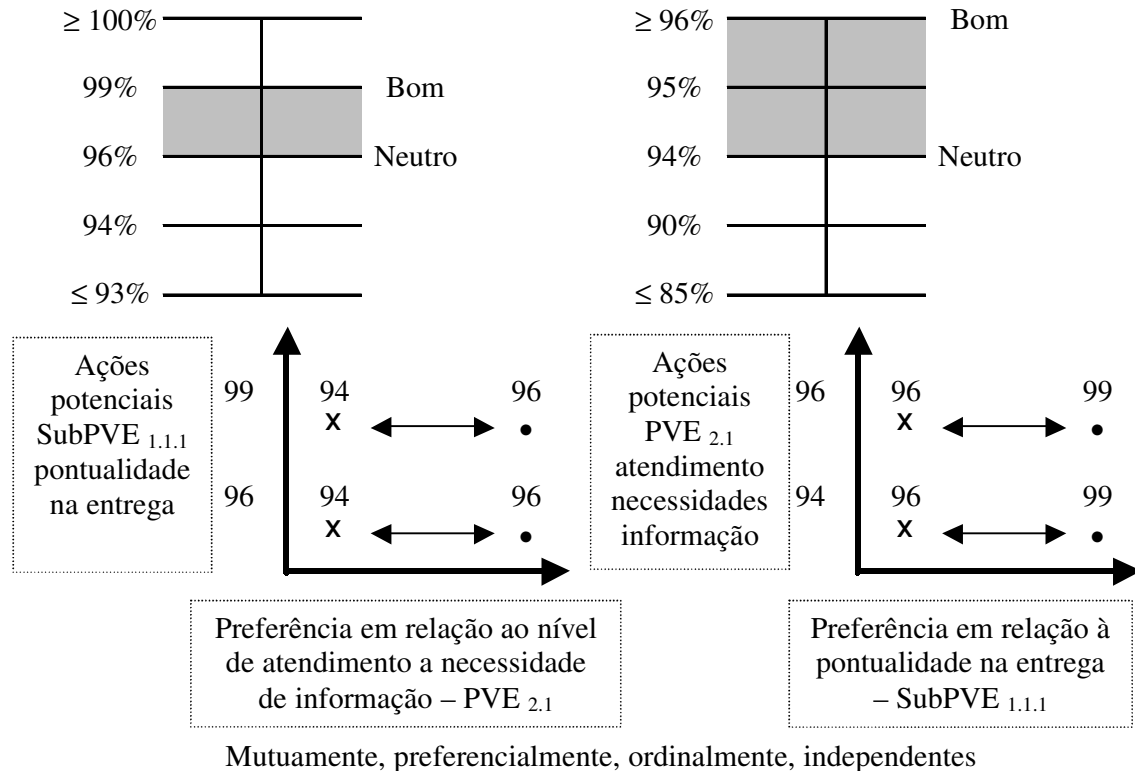 ≥ 100%
99% Bom
96% Neutro
94%
≤ 93%
≥ 96% Bom
95%
94% Neutro
90%
≤ 85%
Ações
potenciais
SubPVE 1.1.1
pontualidade
na entrega
99 94 96
x •
96 94 96
x •
Preferência em relação ao nível
de atendimento a necessidade
de informação – PVE 2.1
Ações
potenciais
PVE 2.1
atendimento
necessidades
informação
96 96 99
x •
94 96 99
x •
Preferência em relação à
pontualidade na entrega
– SubPVE 1.1.1
Mutuamente, preferencialmente, ordinalmente, independentes